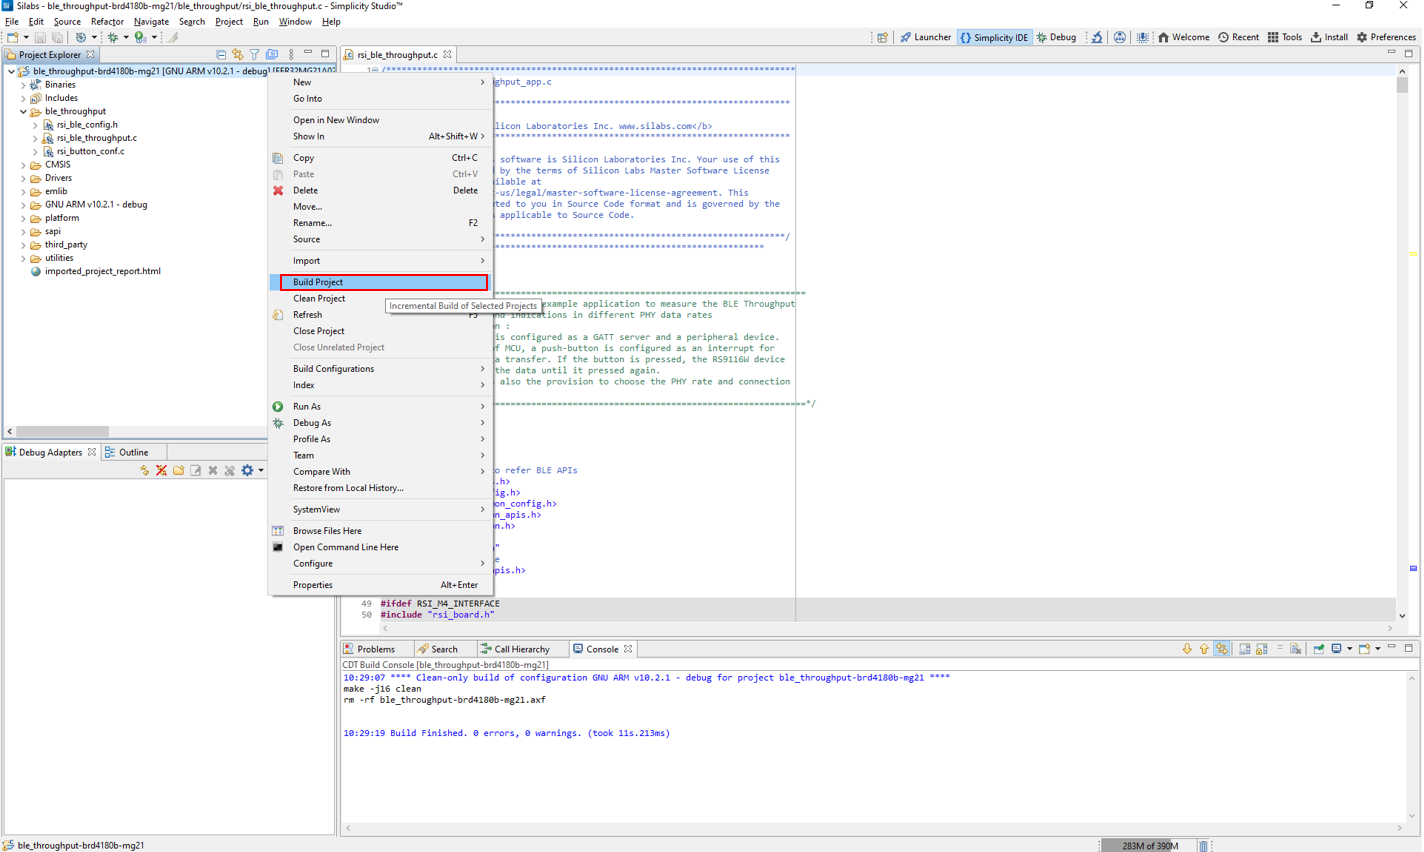 Silabs - ble_throughput-brd4180b-mg21/ble_throughput/rsi_ble_throughput.c - Simplicity Studio™
File Edit Source Refactor Navigate Search Project Run Window Help
Launcher Simplicity IDE Debug Welcome Recent Tools Install Preferences
Project Explorer
ble_throughput-brd4180b-mg21 [GNU ARM v10.2.1 - debug]
Binaries
Includes
ble_throughput
rsi_ble_config.h
rsi_ble_throughput.c
rsi_button_conf.c
CMSIS
Drivers
emlib
GNU ARM v10.2.1 - debug
platform
sapi
third_party
utilities
imported_project_report.html
Debug Adapters Outline
New
Go Into
Open in New Window
Show In Alt+Shift+W
Copy Ctrl+C
Paste Ctrl+V
Delete Delete
Move...
Rename... F2
Source
Import
Build Project
Clean Project
Incremental Build of Selected Projects
Refresh F5
Close Project
Close Unrelated Project
Build Configurations
Index
Run As
Debug As
Profile As
Team
Compare With
Restore from Local History...
SystemView
Browse Files Here
Open Command Line Here
Configure
Properties Alt+Enter
rsi_ble_throughput.c
ghput_app.c
licon Laboratories Inc. www.silabs.com</b>
software is Silicon Laboratories Inc. Your use of this
d by the terms of Silicon Labs Master Software License
ailable at
t-us/legal/master-software-license-agreement. This
uted to you in Source Code format and is governed by the
applicable to Source Code.
example application to measure the BLE Throughput
nd indications in different PHY data rates
on :
is configured as a GATT server and a peripheral device.
of MCU, a push-button is configured as an interrupt for
a transfer. If the button is pressed, the RS9116W device
the data until it pressed again.
also the provision to choose the PHY rate and connection
to refer BLE APIs
s.h>
fig.h>
mon_config.h>
on_apis.h>
on.h>
apis.h>
49 #ifdef RSI_M4_INTERFACE
50 #include "rsi_board.h"
Problems Search Call Hierarchy Console
CDT Build Console [ble_throughput-brd4180b-mg21]
10:29:07 **** Clean-only build of configuration GNU ARM v10.2.1 - debug for project ble_throughput-brd4180b-mg21 ****
make -j16 clean
rm -rf ble_throughput-brd4180b-mg21.axf
10:29:19 Build Finished. 0 errors, 0 warnings. (took 11s.213ms)
ble_throughput-brd4180b-mg21
283M of 390M